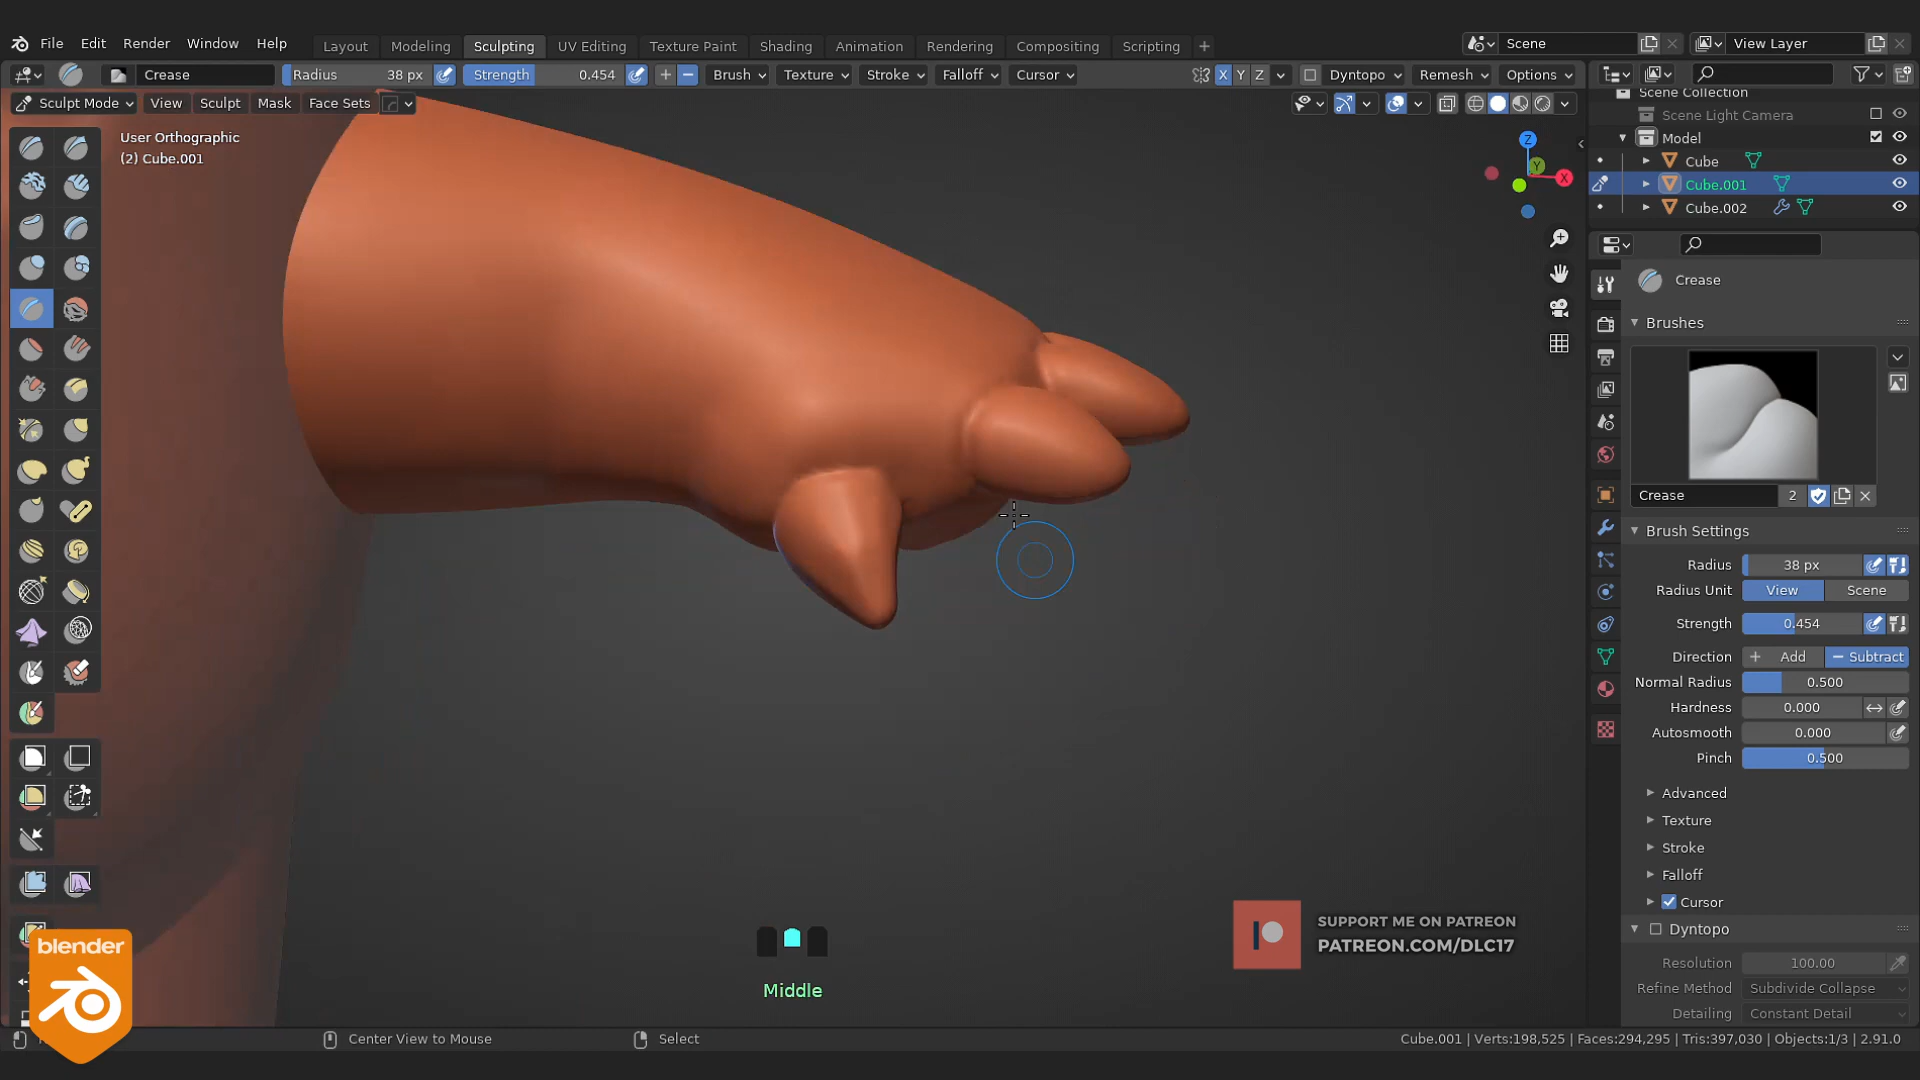 File Edit Render Window Help Layout Modeling Sculpting UV Editing Texture Paint Shading Animation Rendering Compositing Scripting + Scene View Layer
Crease Radius 38 px Strength 0.454 Brush Texture Stroke Falloff Cursor X Y Z Dyntopo Remesh Options
Sculpt Mode View Sculpt Mask Face Sets
User Orthographic
(2) Cube.001
Z
Y
X
Scene Collection
Scene Light Camera
Model
Cube
Cube.001
Cube.002
Crease
Brushes
Crease 2
Brush Settings
Radius 38 px
Radius Unit View Scene
Strength 0.454
Direction + Add − Subtract
Normal Radius 0.500
Hardness 0.000
Autosmooth 0.000
Pinch 0.500
Advanced
Texture
Stroke
Falloff
Cursor
Dyntopo
Resolution 100.00
Refine Method Subdivide Collapse
Detailing Constant Detail
SUPPORT ME ON PATREON
PATREON.COM/DLC17
Middle
blender
Center View to Mouse Select Cube.001 | Verts:198,525 | Faces:294,295 | Tris:397,030 | Objects:1/3 | 2.91.0